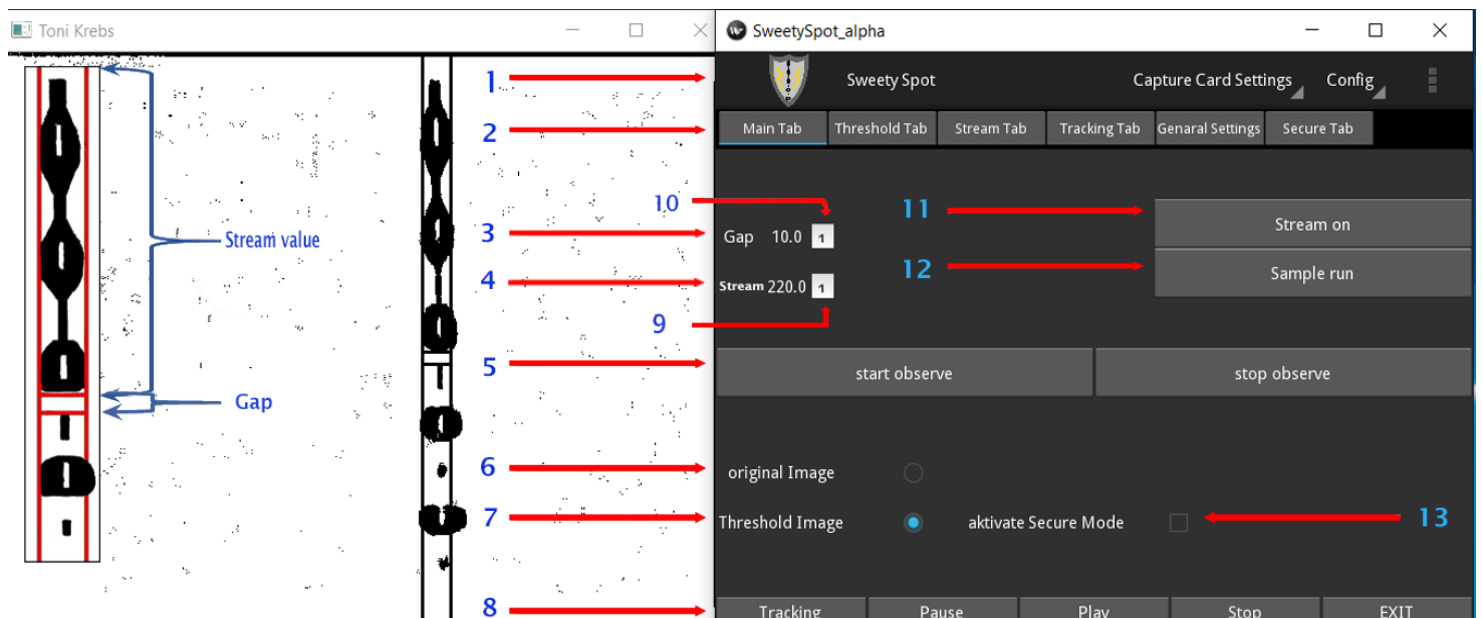 Toni Krebs
SweetySpot_alpha
1
Sweety Spot
Capture Card Settings
Config
2
Main Tab
Threshold Tab
Stream Tab
Tracking Tab
Genaral Settings
Secure Tab
10
11
Stream on
3
Gap 10.0 1
Stream value
12
Sample run
4
Stream 220.0 1
9
5
start observe
stop observe
Gap
6
original Image
7
Threshold Image
aktivate Secure Mode
13
8
Tracking
Pause
Play
Stop
EXIT